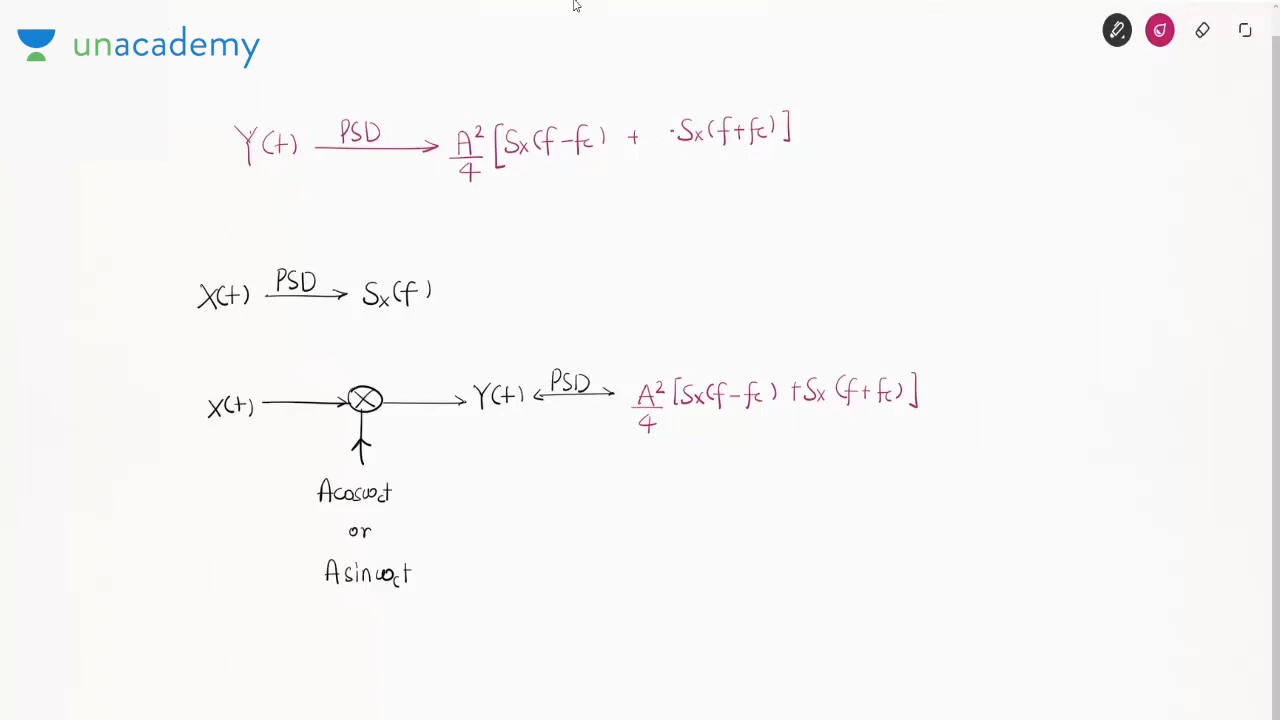 unacademy
Y(t) PSD → A²/4 [Sx(f-fc) + ·Sx(f+fc)]
X(t) PSD → Sx(f)
X(t) → ⊗ → Y(t) ↔ PSD A²/4 [Sx(f-fc) + Sx(f+fc)]
Acosωct
or
Asinωct